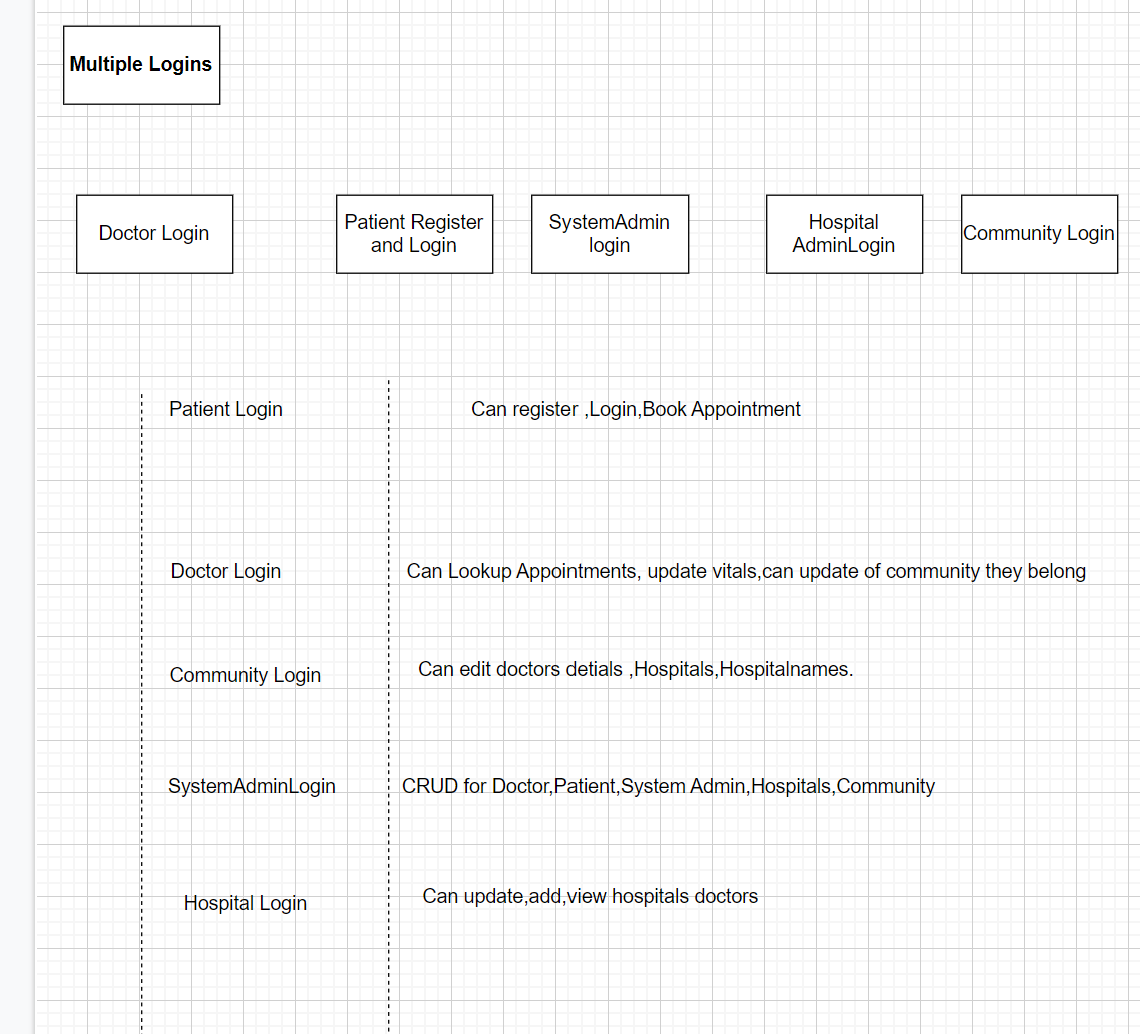 Multiple Logins
Doctor Login
Patient Register
and Login
SystemAdmin
login
Hospital
AdminLogin
Community Login
Patient Login
Can register ,Login,Book Appointment
Doctor Login
Can Lookup Appointments, update vitals,can update of community they belong
Community Login
Can edit doctors detials ,Hospitals,Hospitalnames.
SystemAdminLogin
CRUD for Doctor,Patient,System Admin,Hospitals,Community
Hospital Login
Can update,add,view hospitals doctors